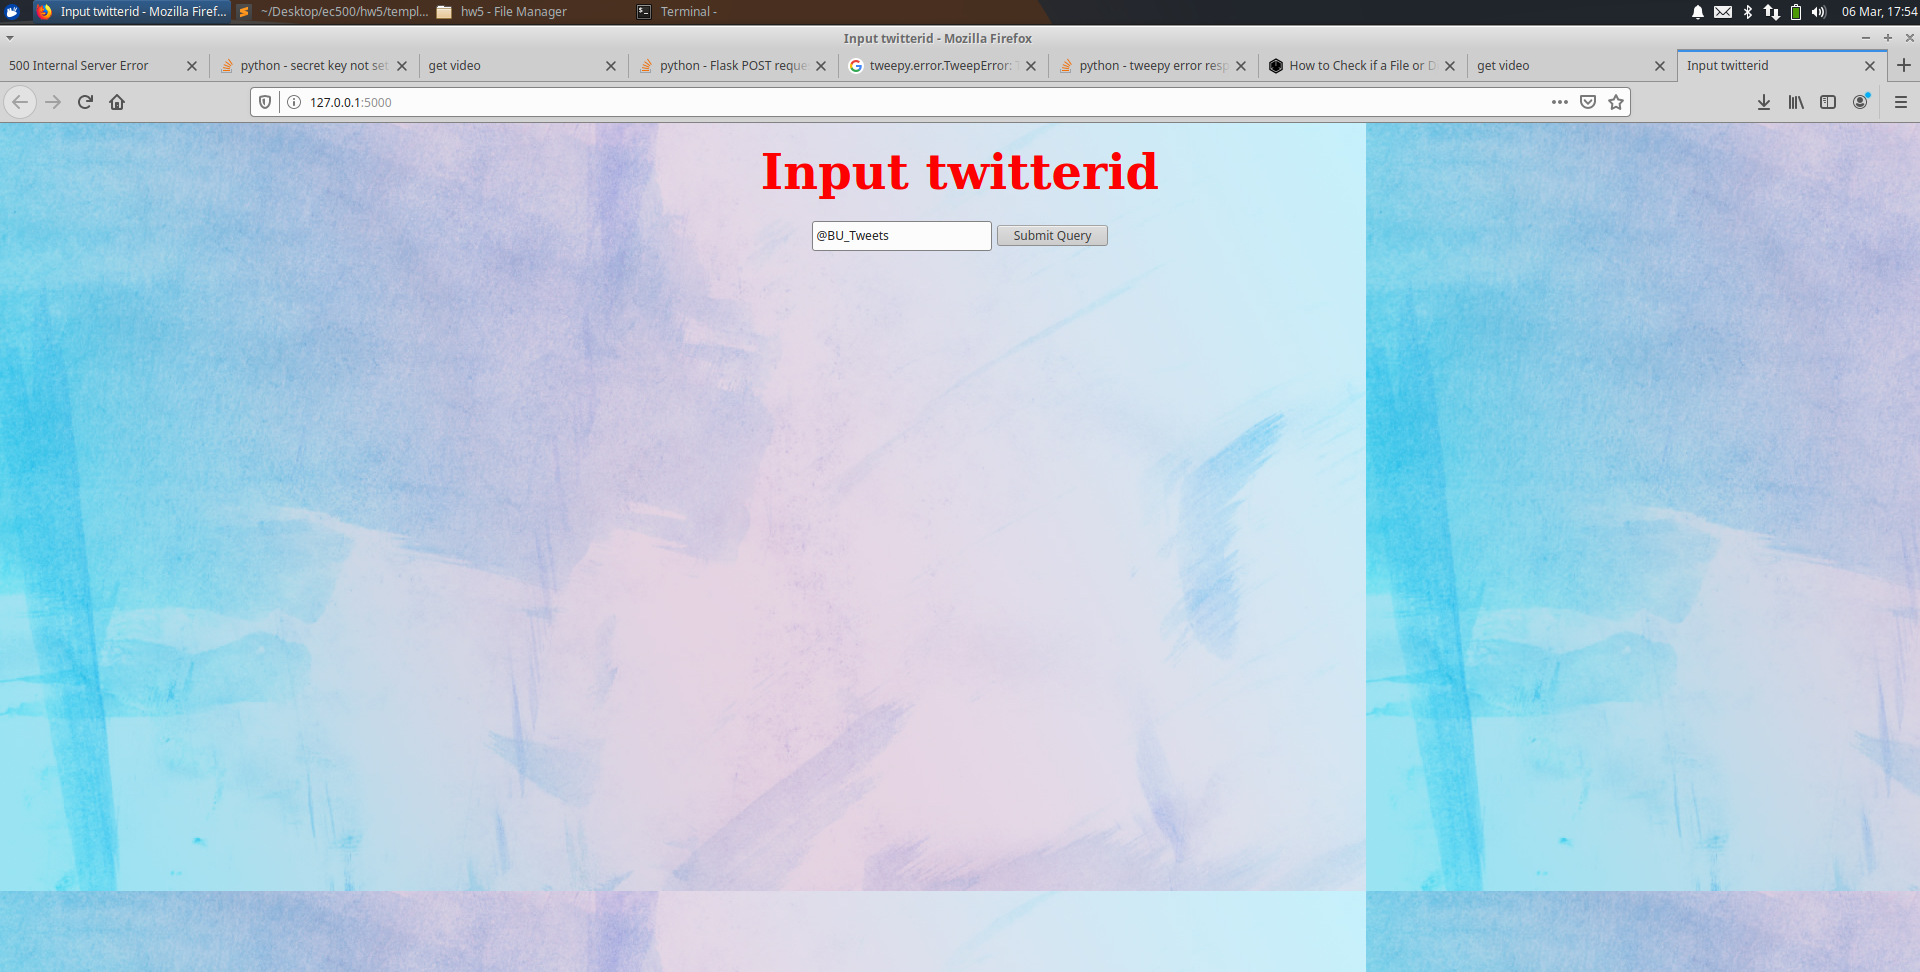 Input twitterid - Mozilla Firef...
~/Desktop/ec500/hw5/templ...
hw5 - File Manager
Terminal -
06 Mar, 17:54
Input twitterid - Mozilla Firefox
500 Internal Server Error
python - secret key not set
get video
python - Flask POST reque
tweepy.error.TweepError: T
python - tweepy error resp
How to Check if a File or D
get video
Input twitterid
127.0.0.1:5000
Input twitterid
@BU_Tweets
Submit Query